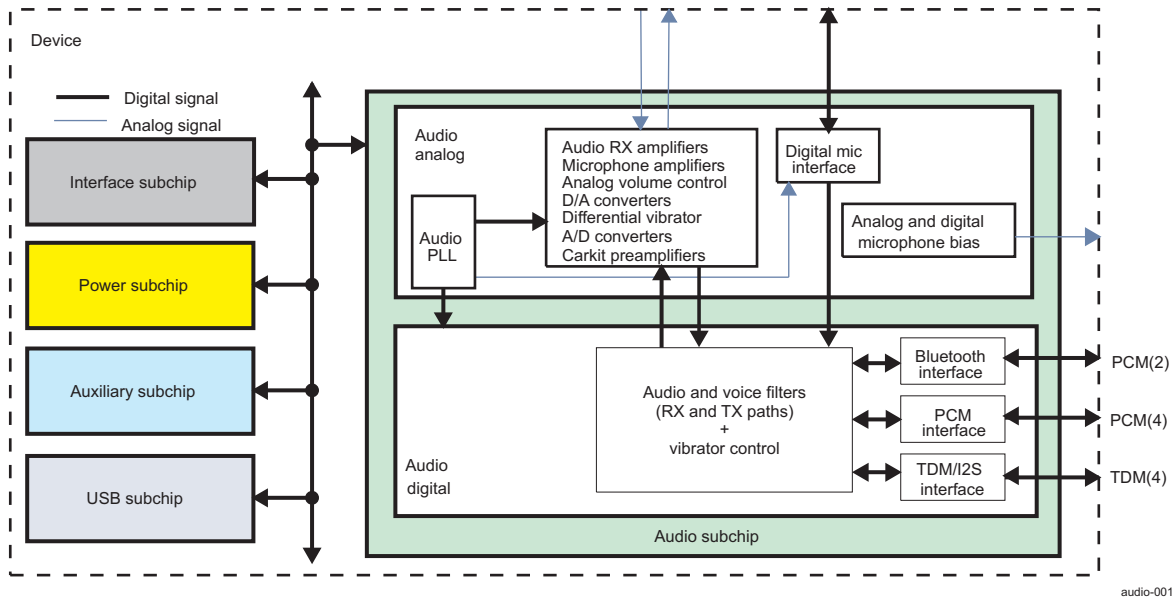 Device
Digital signal
Analog signal
Interface subchip
Power subchip
Auxiliary subchip
USB subchip
Audio
analog
Audio RX amplifiers
Microphone amplifiers
Analog volume control
D/A converters
Differential vibrator
A/D converters
Carkit preamplifiers
Digital mic
interface
Audio
PLL
Analog and digital
microphone bias
Audio and voice filters
(RX and TX paths)
+
vibrator control
Bluetooth
interface
PCM
interface
TDM/I2S
interface
PCM(2)
PCM(4)
TDM(4)
Audio
digital
Audio subchip
audio-001